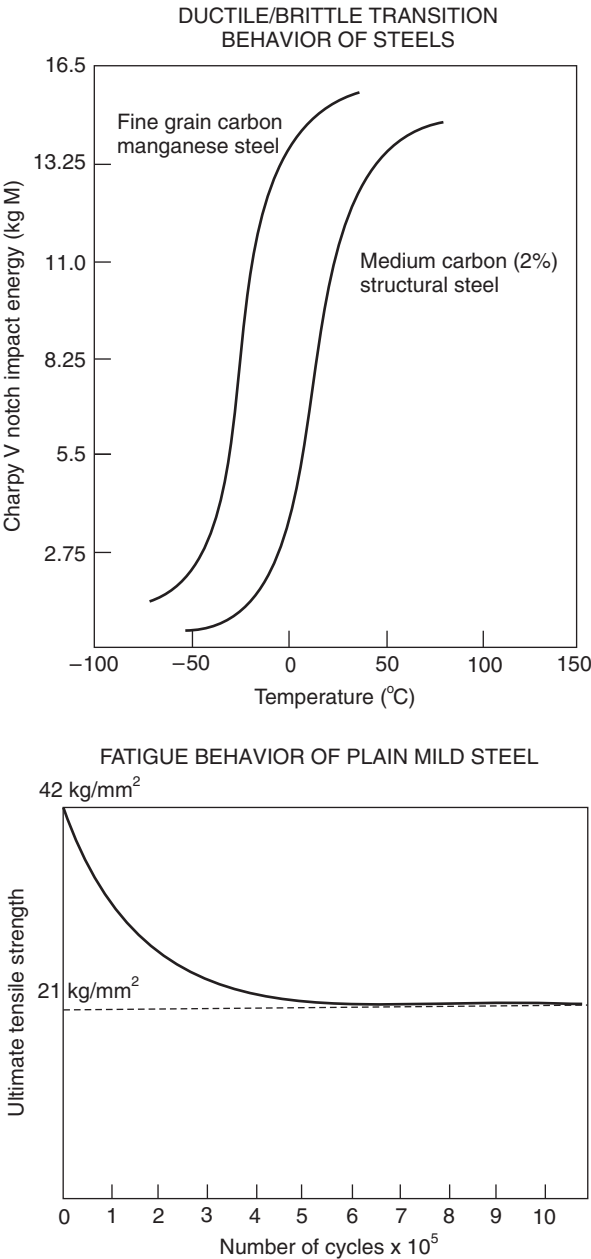 DUCTILE/BRITTLE TRANSITION
BEHAVIOR OF STEELS
16.5
13.25
11.0
8.25
5.5
2.75
Charpy V notch impact energy (kg M)
Fine grain carbon
manganese steel
Medium carbon (2%)
structural steel
−100
−50
0
50
100
150
Temperature (°C)
FATIGUE BEHAVIOR OF PLAIN MILD STEEL
42 kg/mm²
21 kg/mm²
Ultimate tensile strength
0 1 2 3 4 5 6 7 8 9 10
Number of cycles x 10⁵